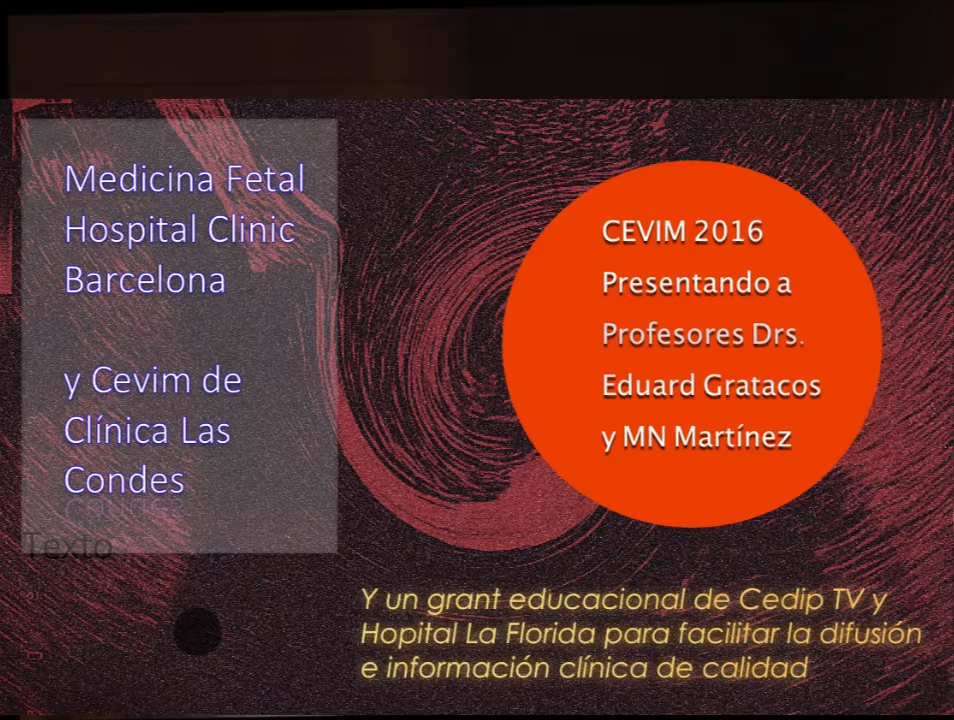 Medicina Fetal
Hospital Clinic
Barcelona
y Cevim de
Clínica Las
Condes
Texto
CEVIM 2016
Presentando a
Profesores Drs.
Eduard Gratacos
y MN Martínez
Y un grant educacional de Cedip TV y
Hopital La Florida para facilitar la difusión
e información clínica de calidad